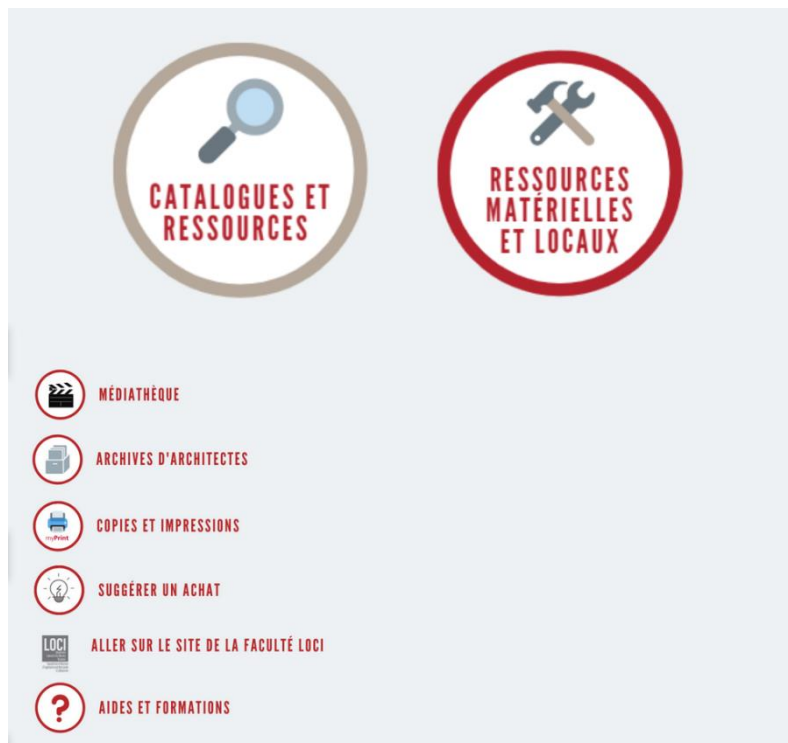 CATALOGUES ET
RESSOURCES
RESSOURCES
MATÉRIELLES
ET LOCAUX
MÉDIATHÈQUE
ARCHIVES D'ARCHITECTES
myPrint
COPIES ET IMPRESSIONS
SUGGÉRER UN ACHAT
LOCI
ALLER SUR LE SITE DE LA FACULTÉ LOCI
?
AIDES ET FORMATIONS